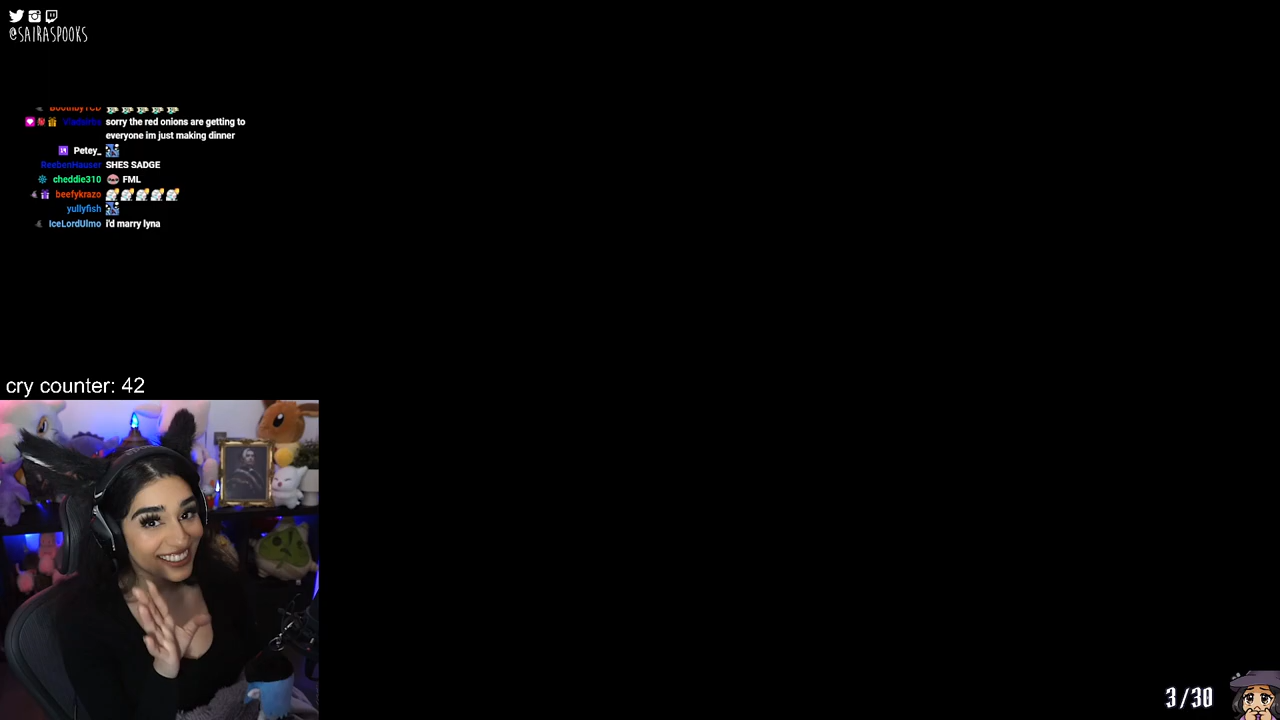 @SAIRASPOOKS
sorry the red onions are getting to
everyone im just making dinner
Petey_
ReebenHauser SHES SADGE
cheddie310 FML
beefykrazo
yullyfish
IceLordUlmo i'd marry lyna
cry counter: 42
3/30